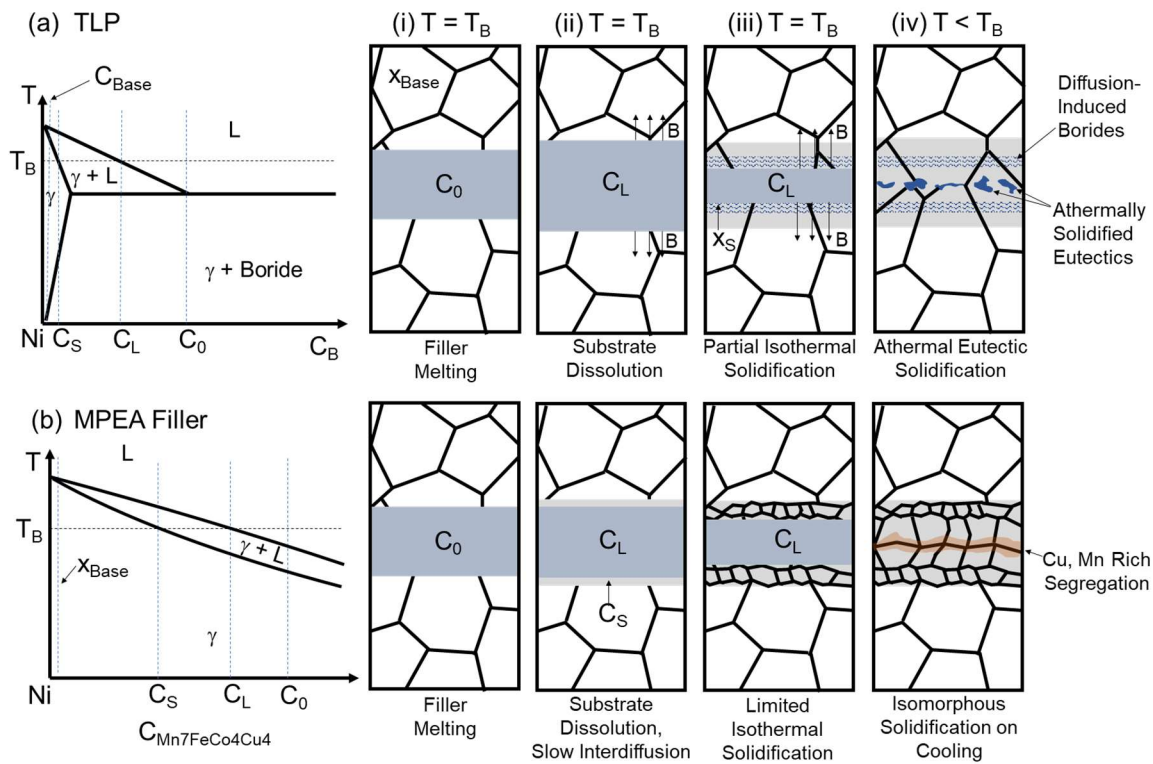 (a) TLP
(i) T = T_B
(ii) T = T_B
(iii) T = T_B
(iv) T < T_B
T
C_Base
L
T_B
γ + L
γ
γ + Boride
Ni
C_S
C_L
C_0
C_B
x_Base
C_0
B
C_L
B
B
C_L
x_S
B
Diffusion-
Induced
Borides
Athermally
Solidified
Eutectics
Filler
Melting
Substrate
Dissolution
Partial Isothermal
Solidification
Athermal Eutectic
Solidification
(b) MPEA Filler
T
L
T_B
γ + L
x_Base
γ
Ni
C_S
C_L
C_0
C_Mn7FeCo4Cu4
C_0
C_L
C_S
C_L
Cu, Mn Rich
Segregation
Filler
Melting
Substrate
Dissolution,
Slow Interdiffusion
Limited
Isothermal
Solidification
Isomorphous
Solidification on
Cooling